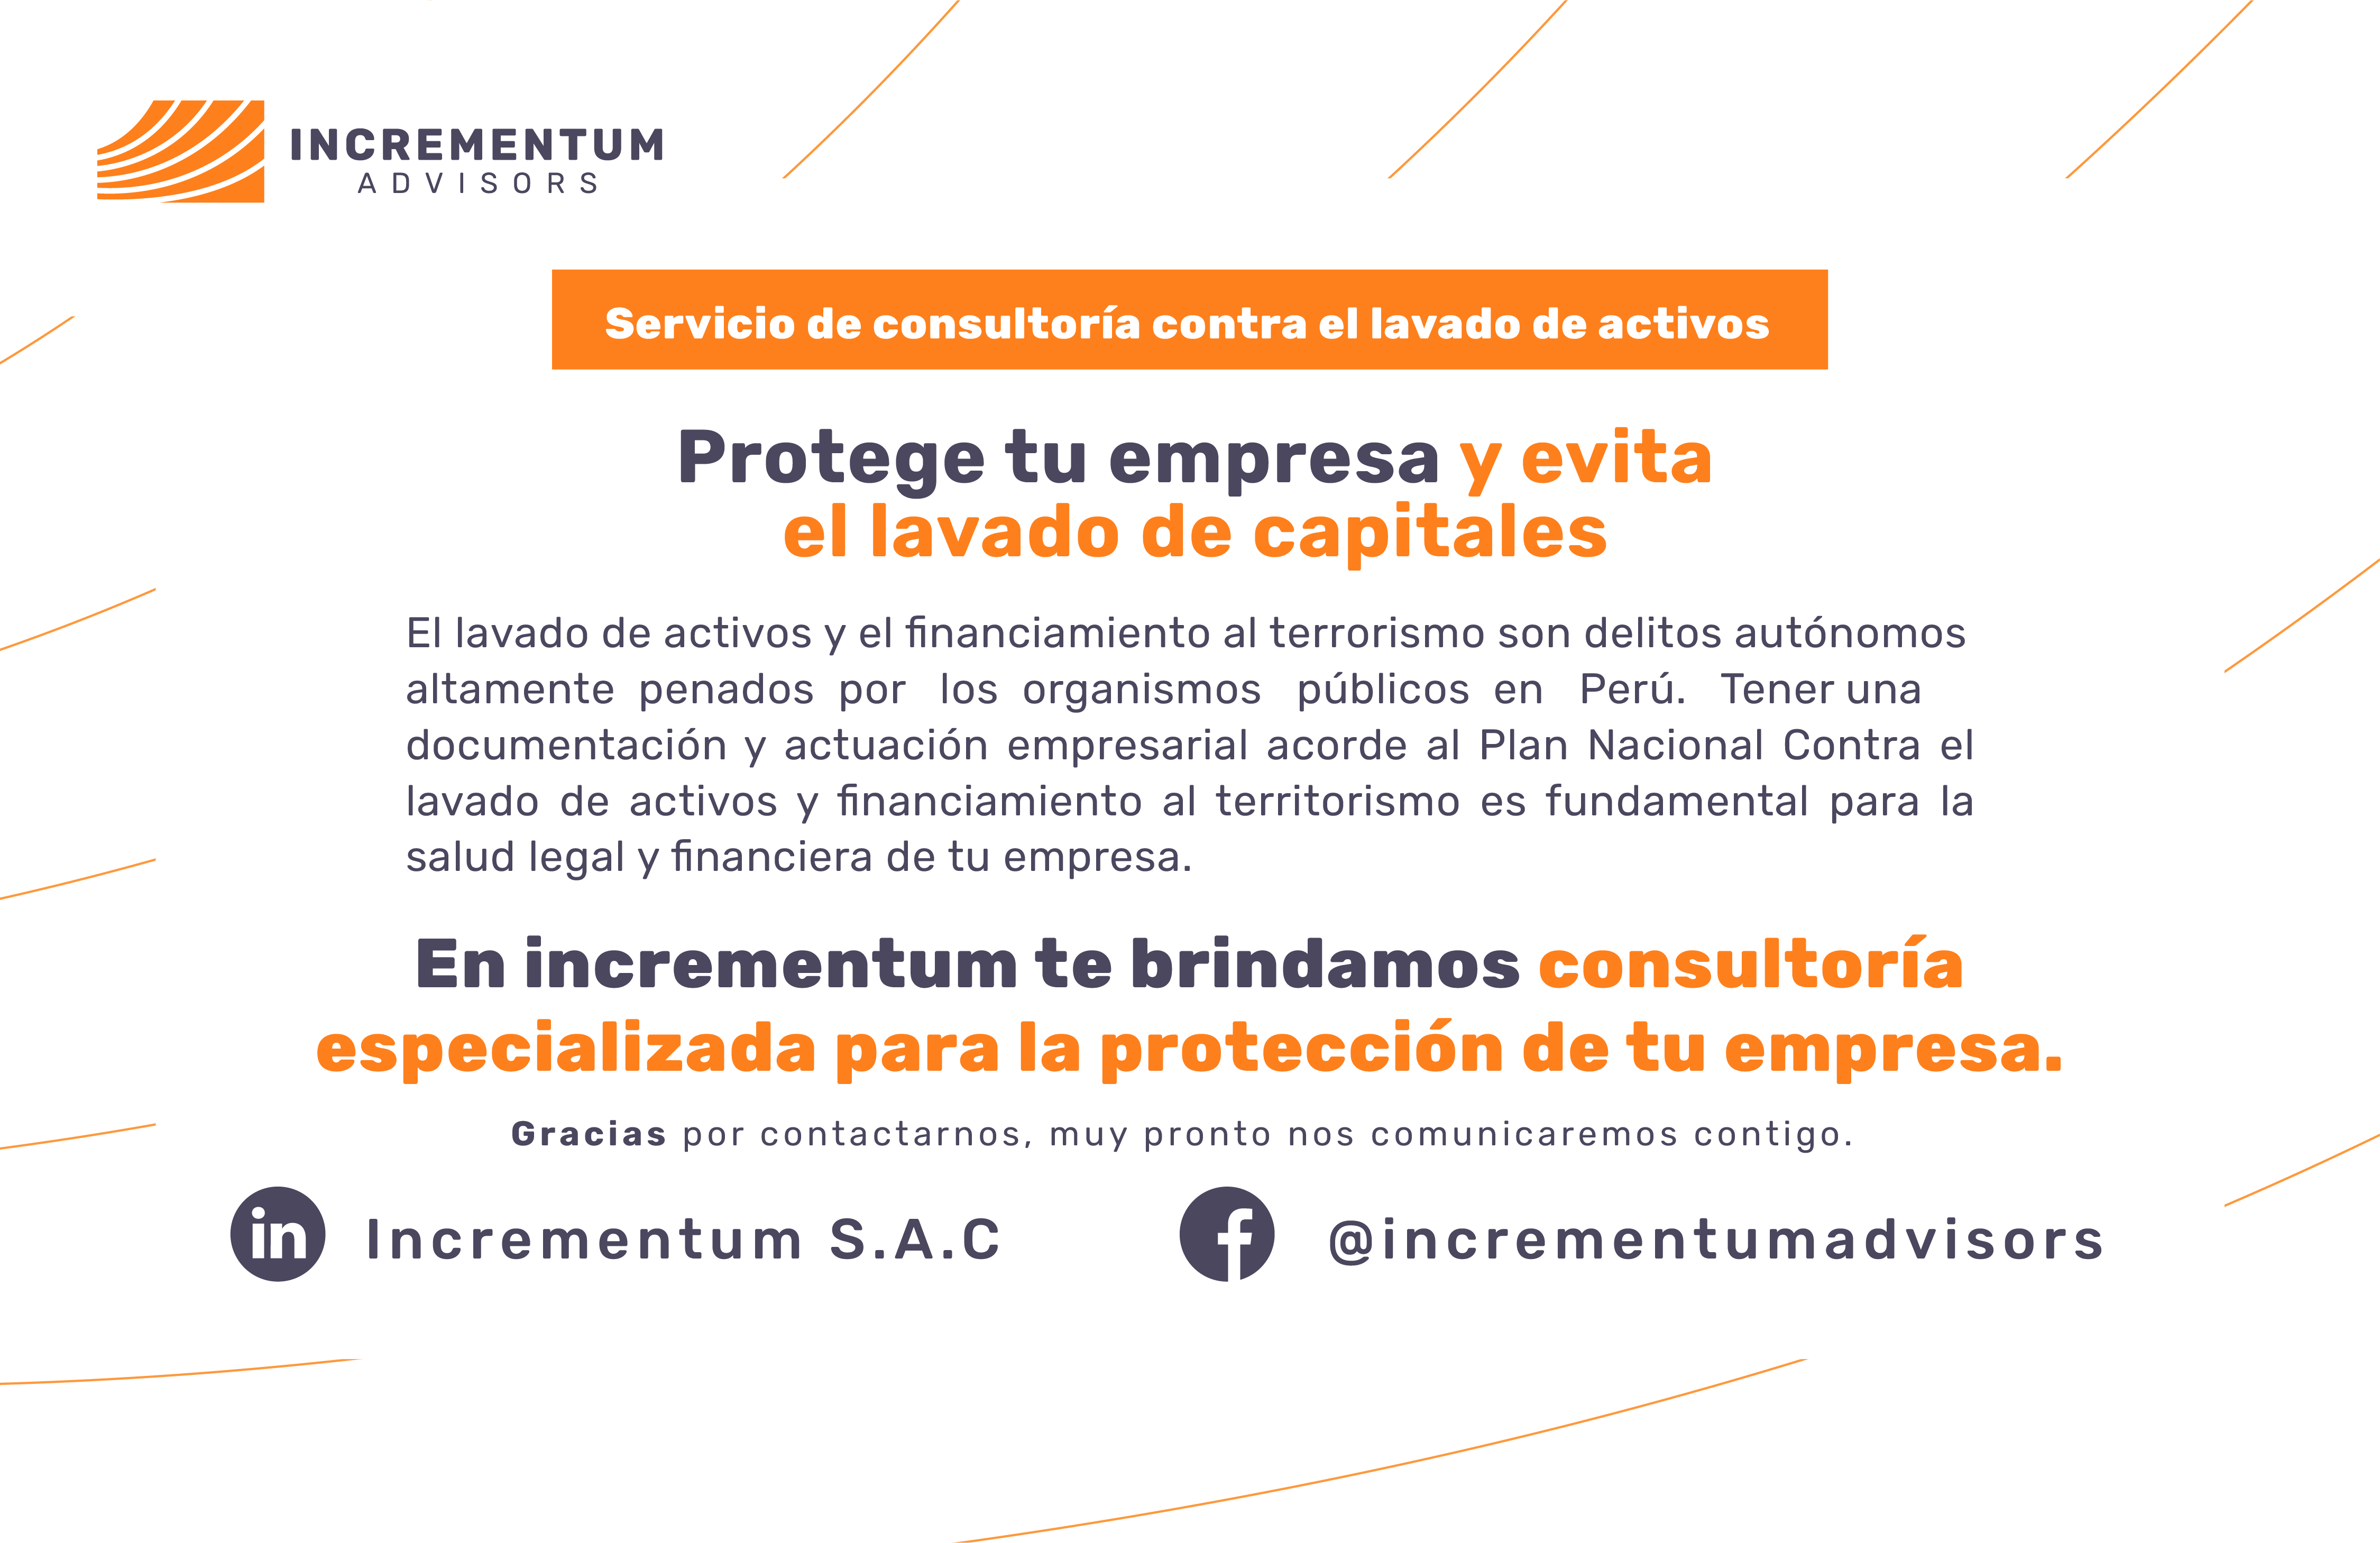 INCREMENTUM
ADVISORS
Servicio de consultoría contra el lavado de activos
Protege tu empresa y evita
el lavado de capitales
El lavado de activos y el financiamiento al terrorismo son delitos autónomos
altamente penados por los organismos públicos en Perú. Tener una
documentación y actuación empresarial acorde al Plan Nacional Contra el
lavado de activos y financiamiento al territorismo es fundamental para la
salud legal y financiera de tu empresa.
En incrementum te brindamos consultoría
especializada para la protección de tu empresa.
Gracias por contactarnos, muy pronto nos comunicaremos contigo.
in Incrementum S.A.C
f @incrementumadvisors